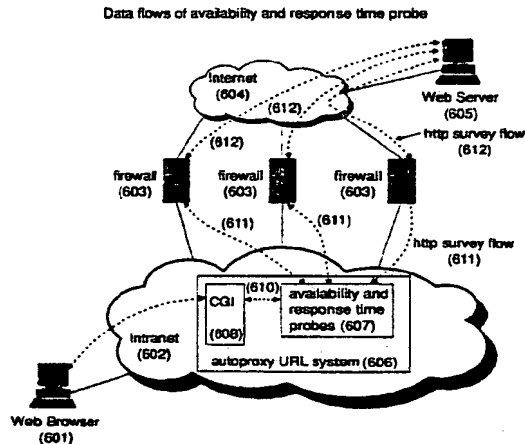 Data flows of availability and response time probe
Internet
(604)
(612)
Web Server
(605)
(612)
http survey flow
(612)
firewall
(603)
firewall
(603)
firewall
(603)
(611)
(611)
http survey flow
(611)
(610)
CGI
(608)
availability and
response time
probes (607)
Intranet
(602)
autoproxy URL system (606)
Web Browser
(601)